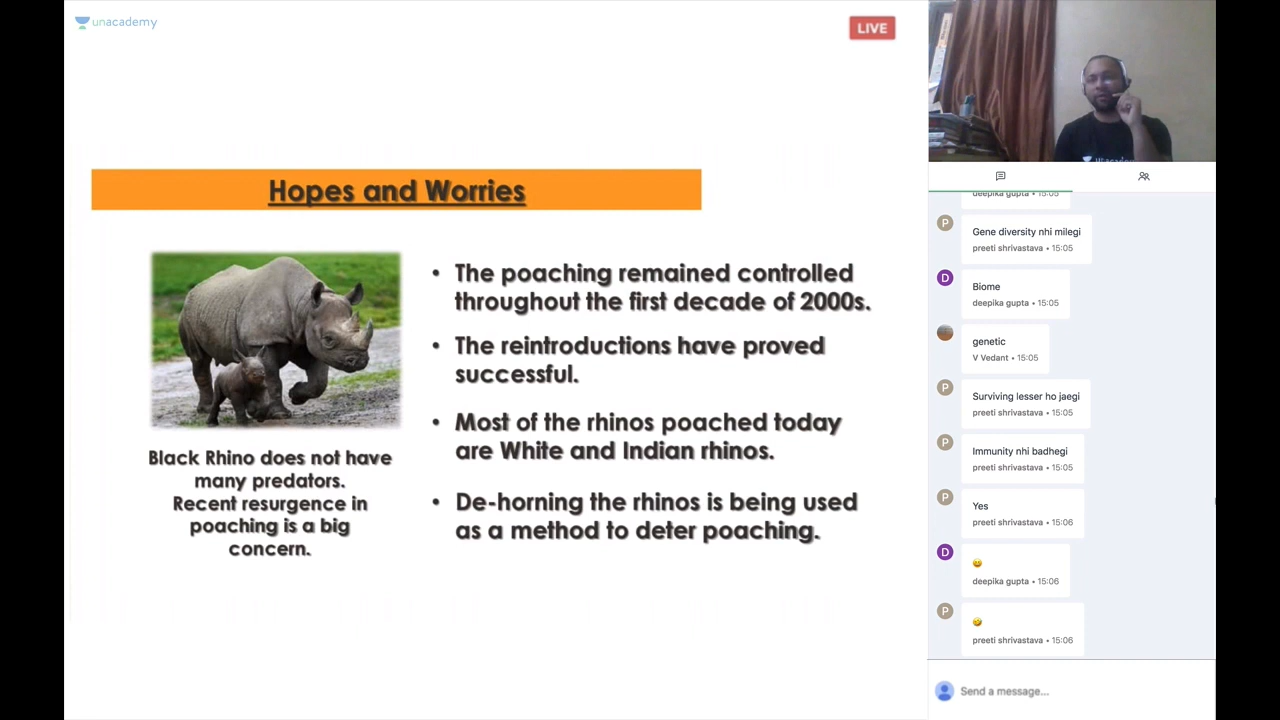 unacademy
LIVE
Hopes and Worries
• The poaching remained controlled
throughout the first decade of 2000s.
• The reintroductions have proved
successful.
• Most of the rhinos poached today
are White and Indian rhinos.
• De-horning the rhinos is being used
as a method to deter poaching.
Black Rhino does not have
many predators.
Recent resurgence in
poaching is a big
concern.
deepika gupta • 15:05
P
Gene diversity nhi milegi
preeti shrivastava • 15:05
D
Biome
deepika gupta • 15:05
genetic
V Vedant • 15:05
P
Surviving lesser ho jaegi
preeti shrivastava • 15:05
P
Immunity nhi badhegi
preeti shrivastava • 15:05
P
Yes
preeti shrivastava • 15:06
D
😀
deepika gupta • 15:06
P
🤣
preeti shrivastava • 15:06
Send a message...